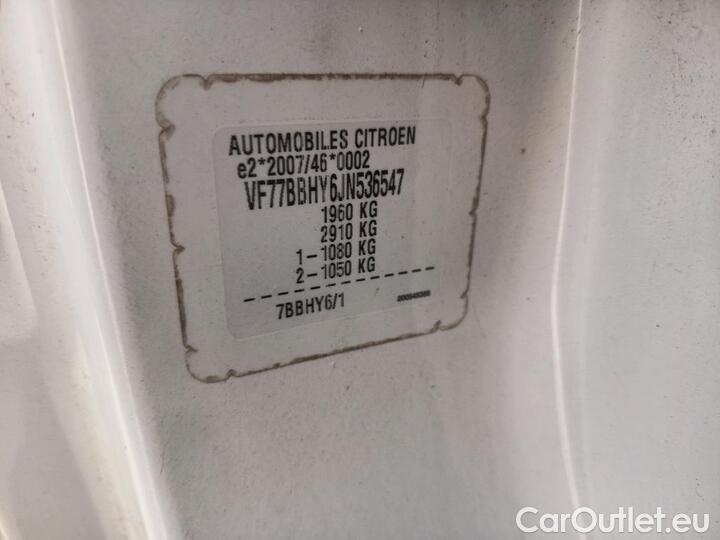 AUTOMOBILES CITROEN
e2*2007/46*0002
VF77BBHY6JN536547
1960 KG
2910 KG
1-1080 KG
2-1050 KG
7BBHY6/1
CarOutlet.eu